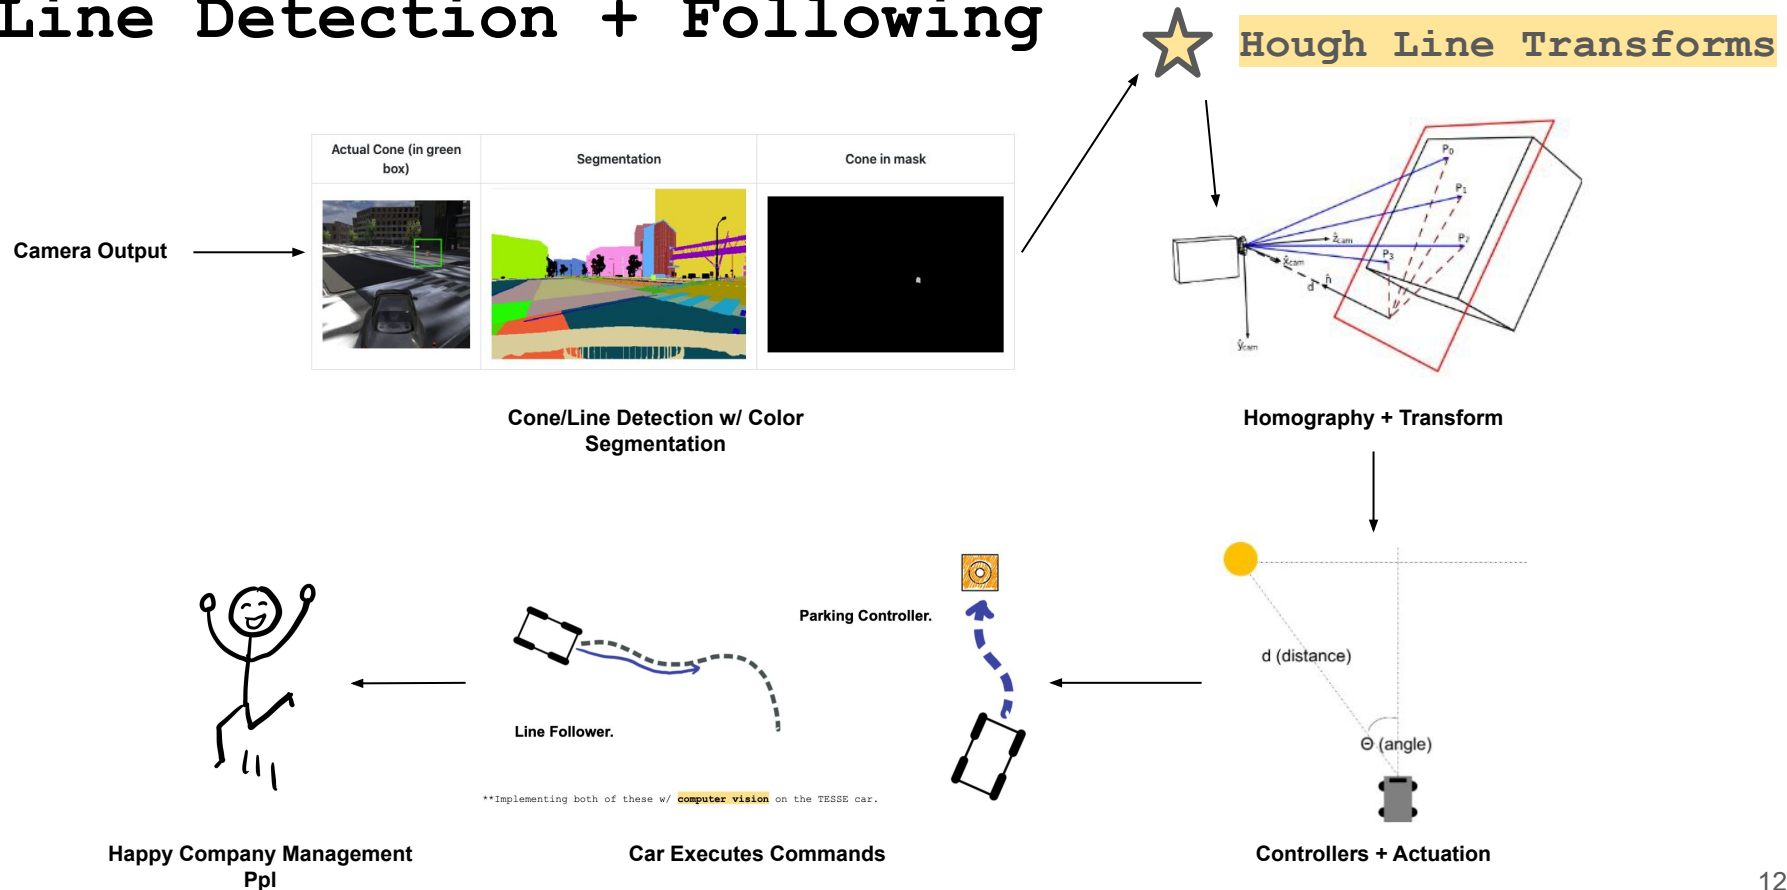 Line Detection + Following
Hough Line Transforms
Actual Cone (in green
box)
Segmentation
Cone in mask
Camera Output
P0
P1
P2
P3
ẑcam
x̂cam
n̂
d
ŷcam
Cone/Line Detection w/ Color
Segmentation
Homography + Transform
Parking Controller.
d (distance)
Line Follower.
Θ (angle)
**Implementing both of these w/ computer vision on the TESSE car.
Happy Company Management
Ppl
Car Executes Commands
Controllers + Actuation
12